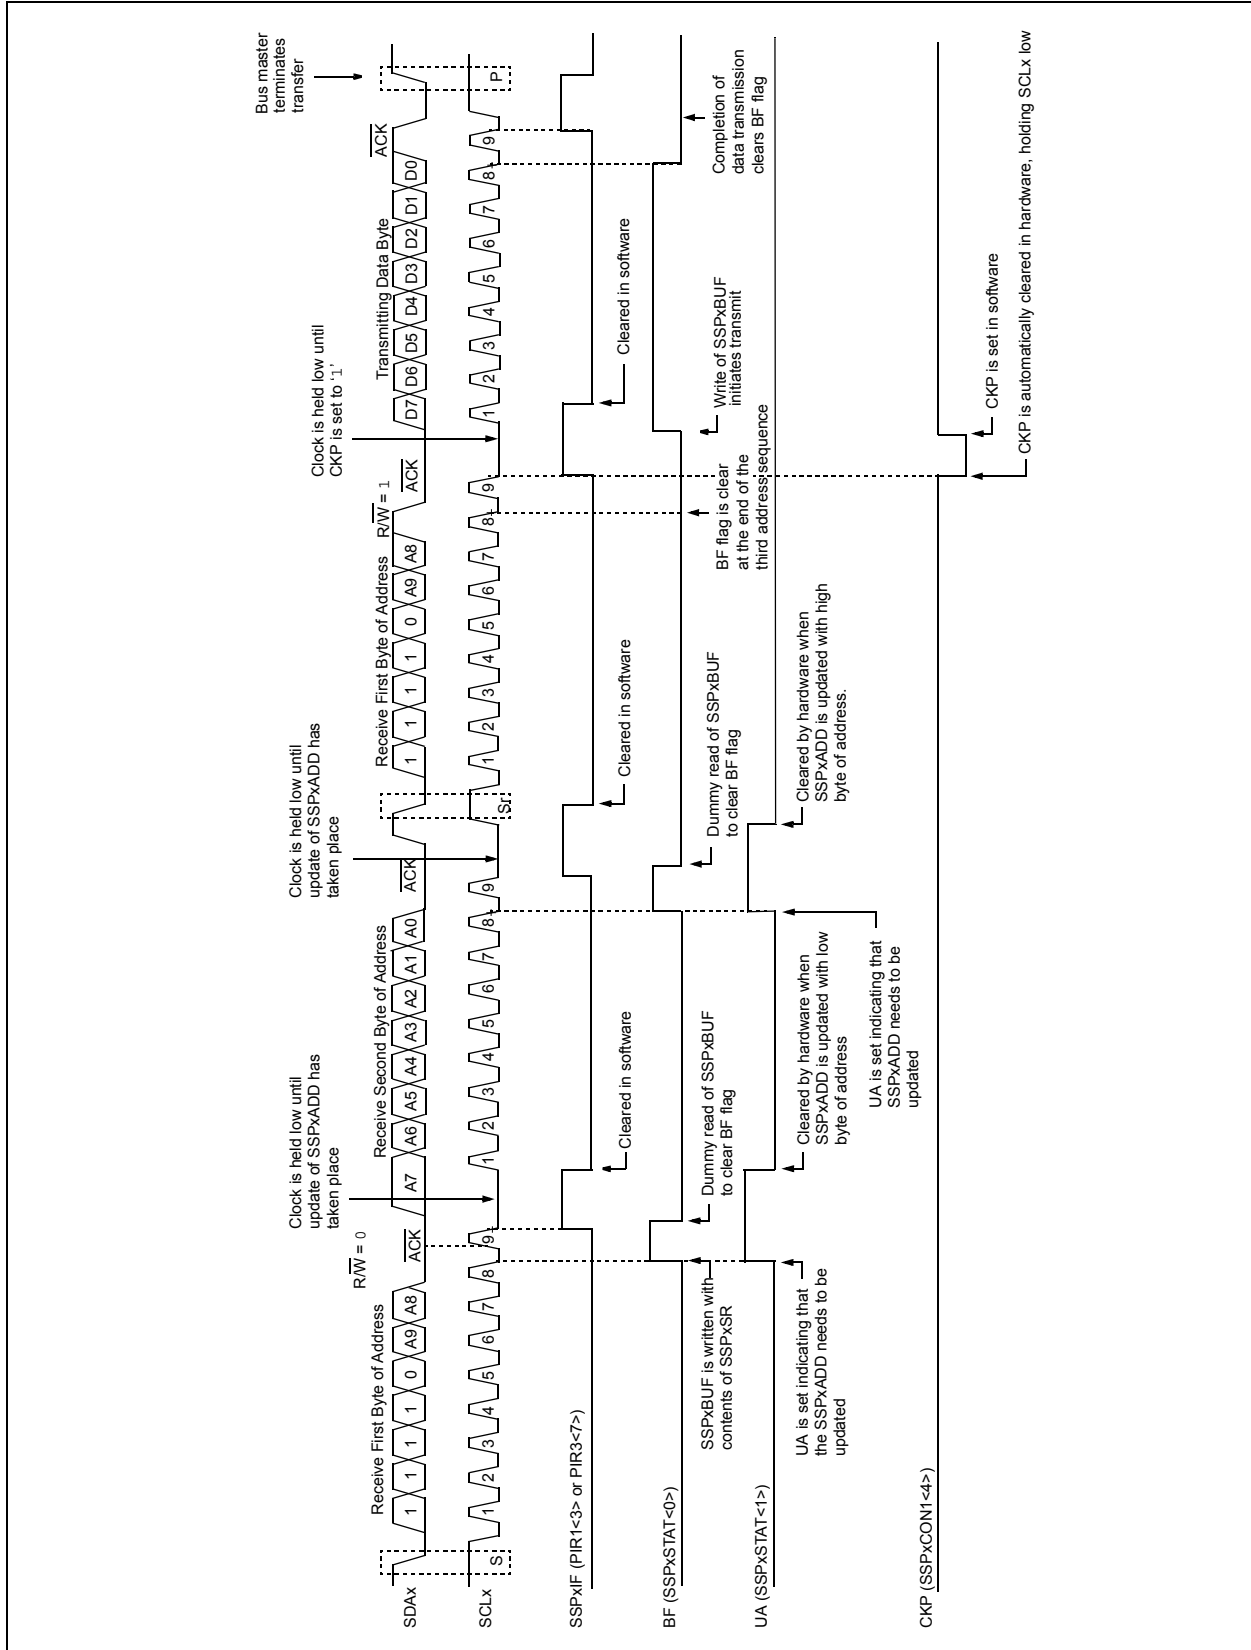 Bus master
terminates
transfer
Clock is held low until
CKP is set to ‘1’
Clock is held low until
update of SSPxADD has
taken place
Clock is held low until
update of SSPxADD has
taken place
Receive First Byte of Address
R/W = 0
ACK
Receive Second Byte of Address
ACK
Receive First Byte of Address
R/W = 1
ACK
Transmitting Data Byte
ACK
SDAx
1 1 1 1 0 A9 A8
A7 A6 A5 A4 A3 A2 A1 A0
1 1 1 1 0 A9 A8
D7 D6 D5 D4 D3 D2 D1 D0
SCLx
S
1 2 3 4 5 6 7 8 9
1 2 3 4 5 6 7 8 9
Sr
1 2 3 4 5 6 7 8 9
1 2 3 4 5 6 7 8 9
P
SSPxIF (PIR1<3> or PIR3<7>)
Cleared in software
Cleared in software
Cleared in software
BF (SSPxSTAT<0>)
SSPxBUF is written with
contents of SSPxSR
Dummy read of SSPxBUF
to clear BF flag
Dummy read of SSPxBUF
to clear BF flag
BF flag is clear
at the end of the
third address sequence
Write of SSPxBUF
initiates transmit
Completion of
data transmission
clears BF flag
UA (SSPxSTAT<1>)
UA is set indicating that
the SSPxADD needs to be
updated
Cleared by hardware when
SSPxADD is updated with low
byte of address
UA is set indicating that
SSPxADD needs to be
updated
Cleared by hardware when
SSPxADD is updated with high
byte of address.
CKP (SSPxCON1<4>)
CKP is set in software
CKP is automatically cleared in hardware, holding SCLx low